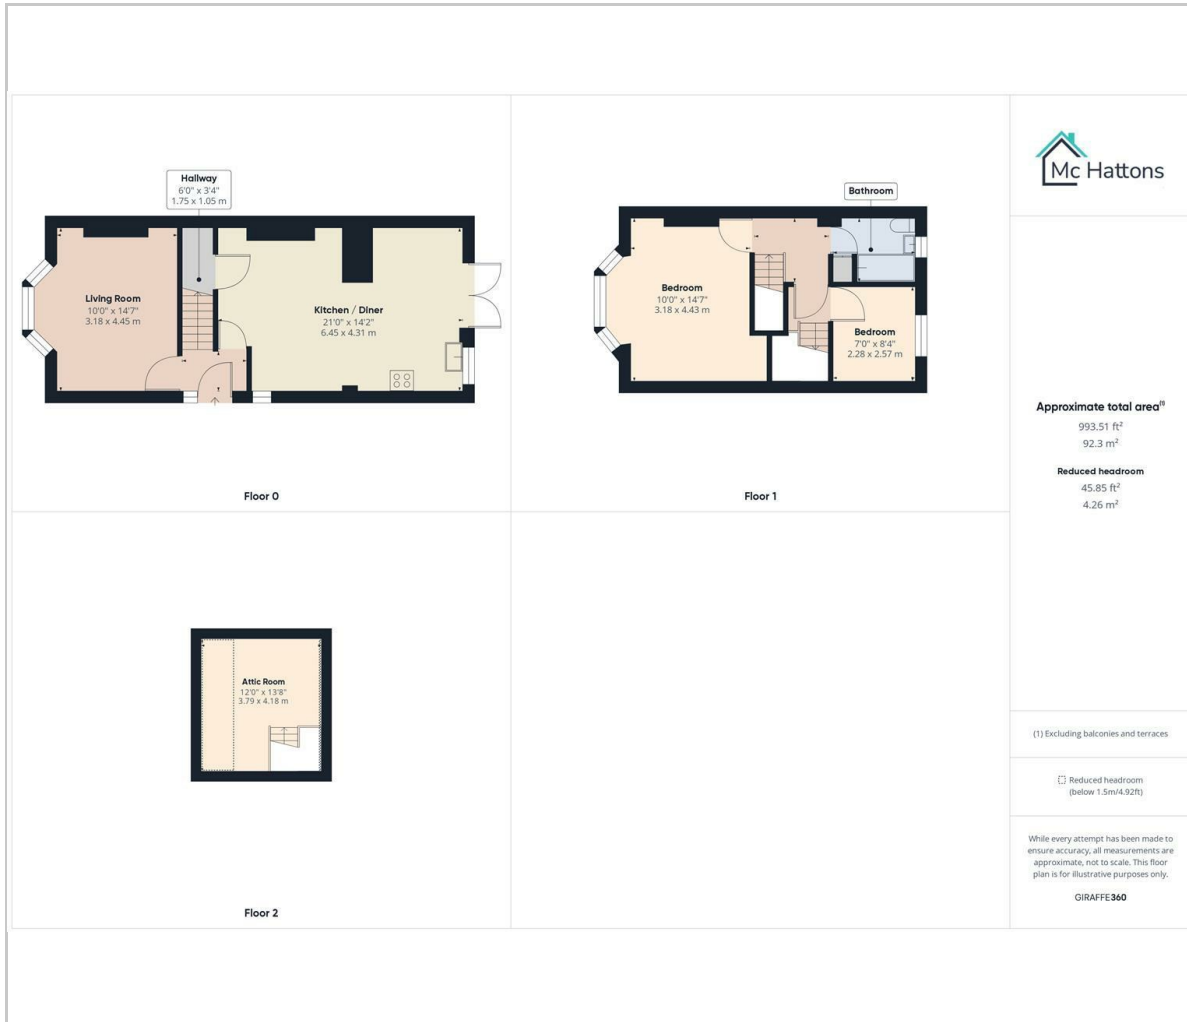 Hallway
6'0" x 3'4"
1.75 x 1.05 m
Living Room
10'0" x 14'7"
3.18 x 4.45 m
Kitchen / Diner
21'0" x 14'2"
6.45 x 4.31 m
Floor 0
Bathroom
Bedroom
10'0" x 14'7"
3.18 x 4.43 m
Bedroom
7'0" x 8'4"
2.28 x 2.57 m
Floor 1
Attic Room
12'0" x 13'8"
3.79 x 4.18 m
Floor 2
Mc Hattons
Approximate total area⁽¹⁾
993.51 ft²
92.3 m²
Reduced headroom
45.85 ft²
4.26 m²
(1) Excluding balconies and terraces
Reduced headroom
(below 1.5m/4.92ft)
While every attempt has been made to
ensure accuracy, all measurements are
approximate, not to scale. This floor
plan is for illustrative purposes only.
GIRAFFE360